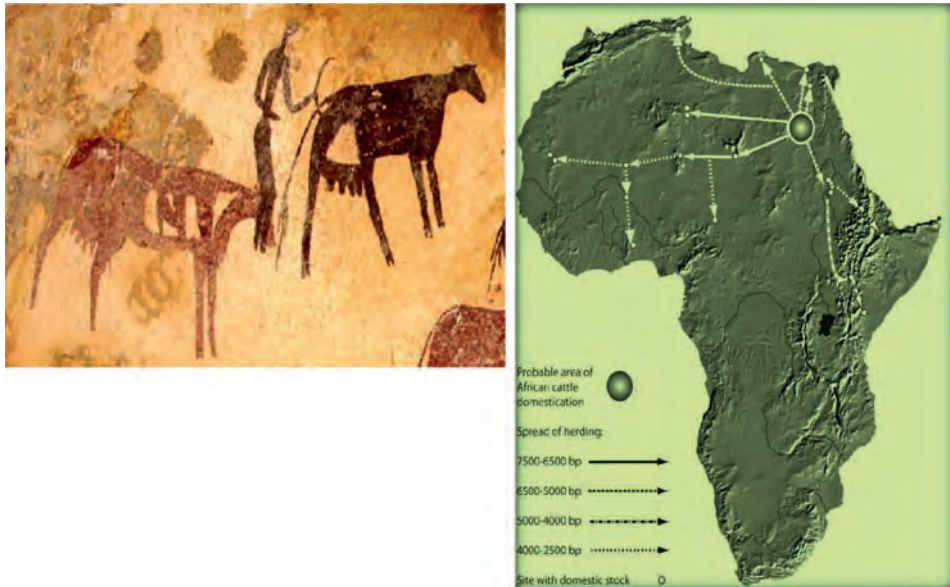 Probable area of
African cattle
domestication
Spread of herding:
7500-6500 bp
6500-5000 bp
5000-4000 bp
4000-2500 bp
Site with domestic stock O